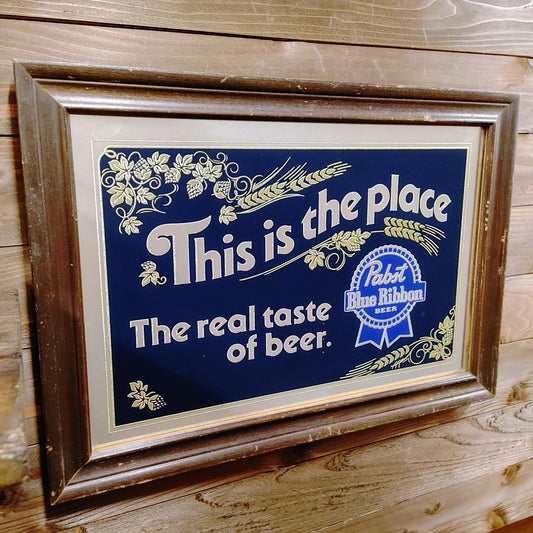 This is the place
The real taste
of beer.
Pabst
Blue Ribbon
BEER